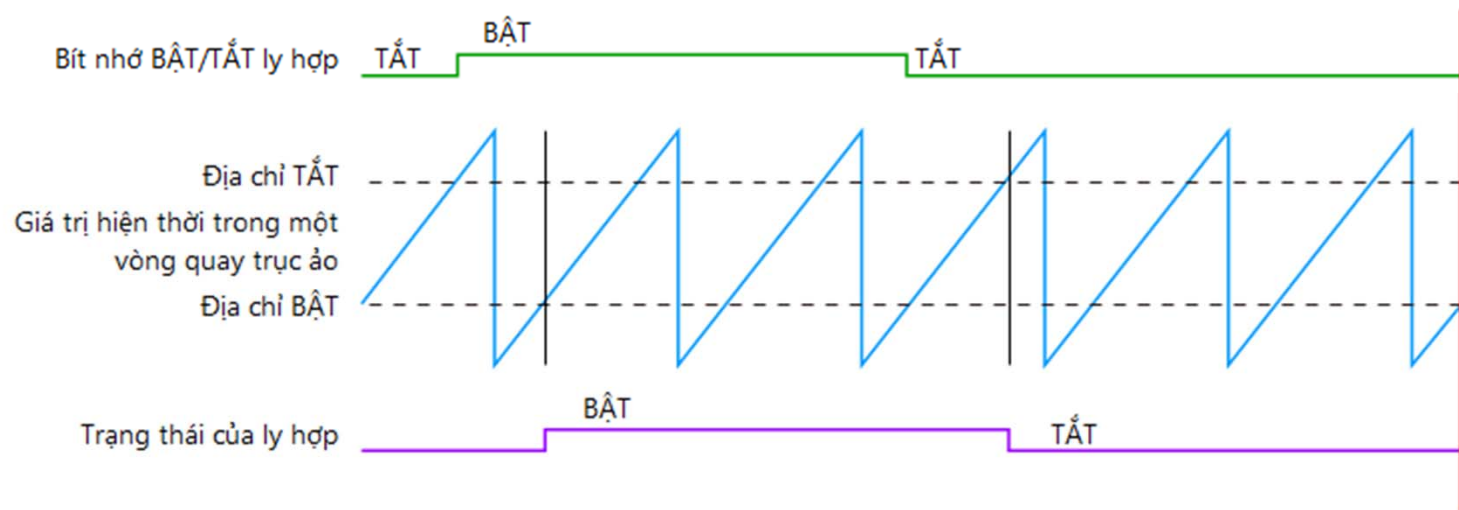 BẬT
Bít nhớ BẬT/TẮT ly hợp TẮT TẮT
Địa chỉ TẮT
Giá trị hiện thời trong một
vòng quay trục ảo
Địa chỉ BẬT
BẬT
Trạng thái của ly hợp TẮT